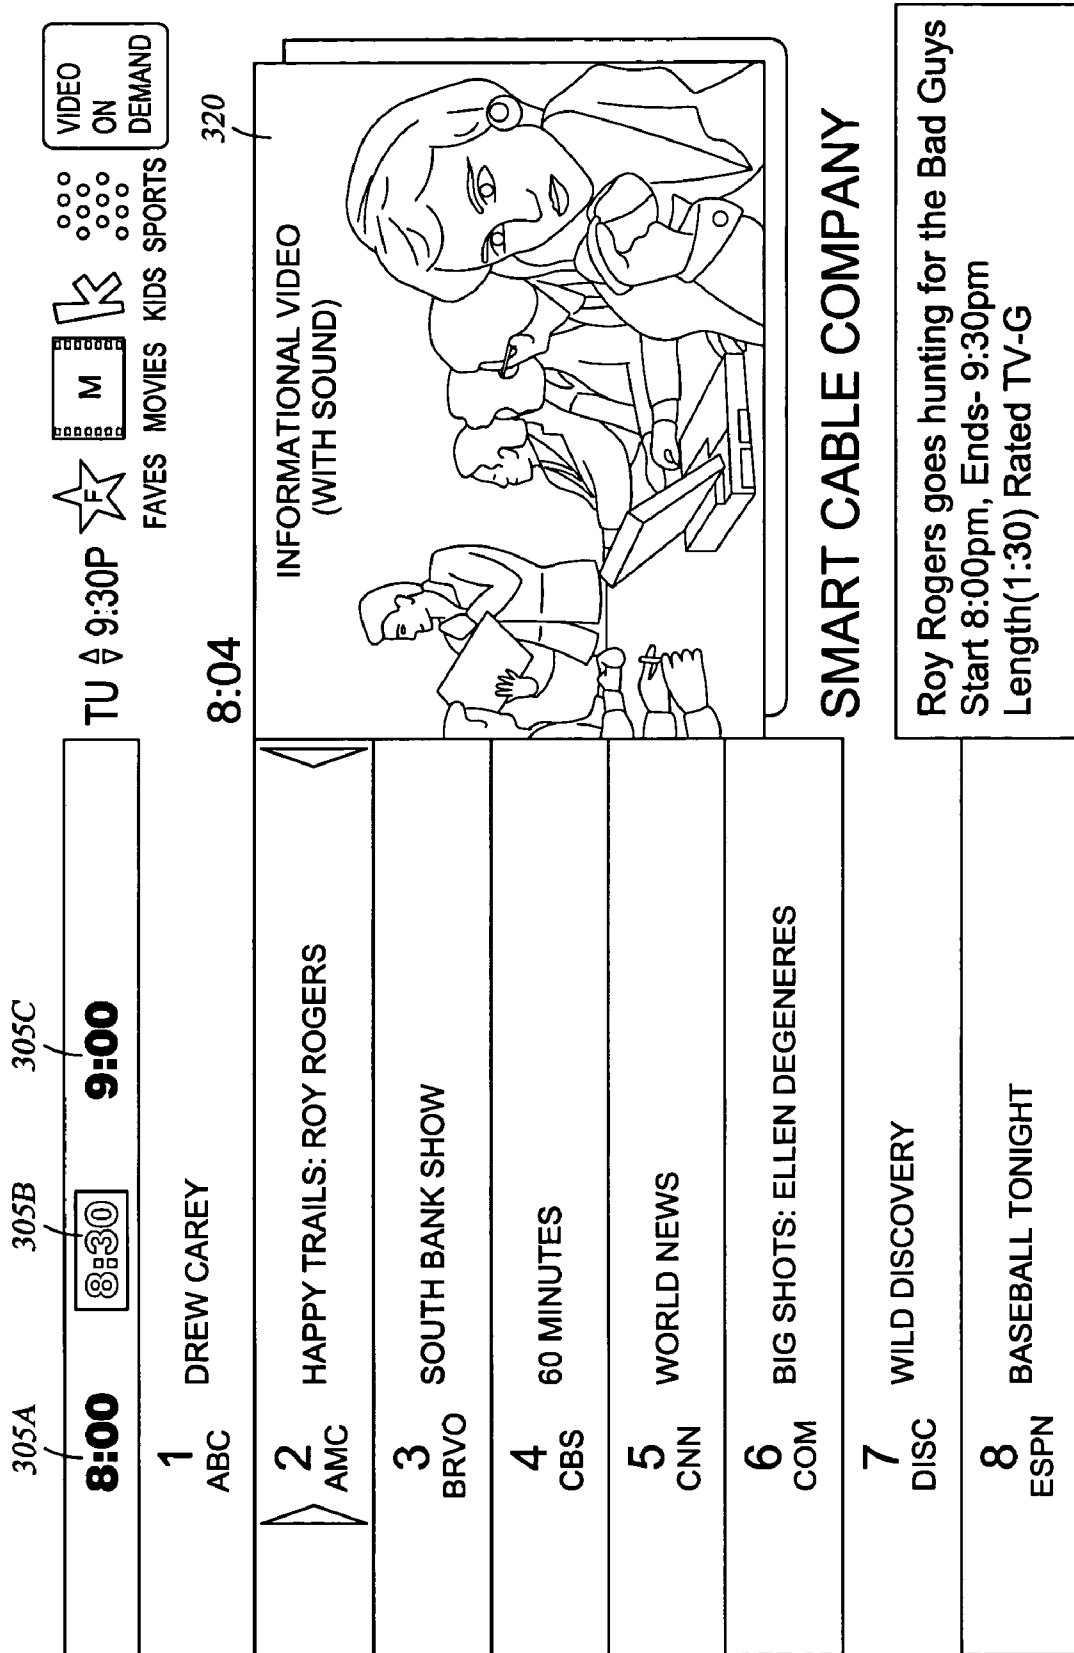 305A
305B
305C
8:00
8:30
9:00
TU 9:30P
F
FAVES
M
MOVIES
K
KIDS
SPORTS
VIDEO
ON
DEMAND
8:04
320
1
ABC
DREW CAREY
2
AMC
HAPPY TRAILS: ROY ROGERS
3
BRVO
SOUTH BANK SHOW
4
CBS
60 MINUTES
5
CNN
WORLD NEWS
6
COM
BIG SHOTS: ELLEN DEGENERES
7
DISC
WILD DISCOVERY
8
ESPN
BASEBALL TONIGHT
INFORMATIONAL VIDEO
(WITH SOUND)
SMART CABLE COMPANY
Roy Rogers goes hunting for the Bad Guys
Start 8:00pm, Ends- 9:30pm
Length(1:30) Rated TV-G